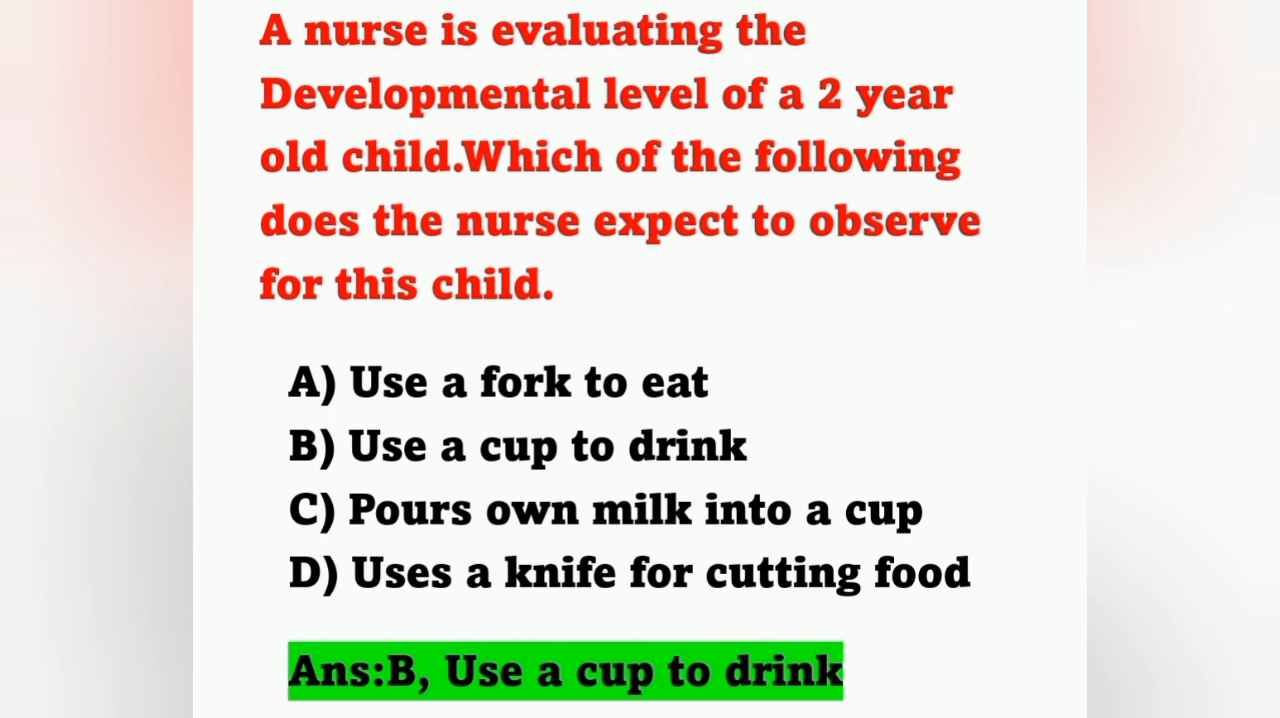 A nurse is evaluating the
Developmental level of a 2 year
old child.Which of the following
does the nurse expect to observe
for this child.
A) Use a fork to eat
B) Use a cup to drink
C) Pours own milk into a cup
D) Uses a knife for cutting food
Ans:B, Use a cup to drink